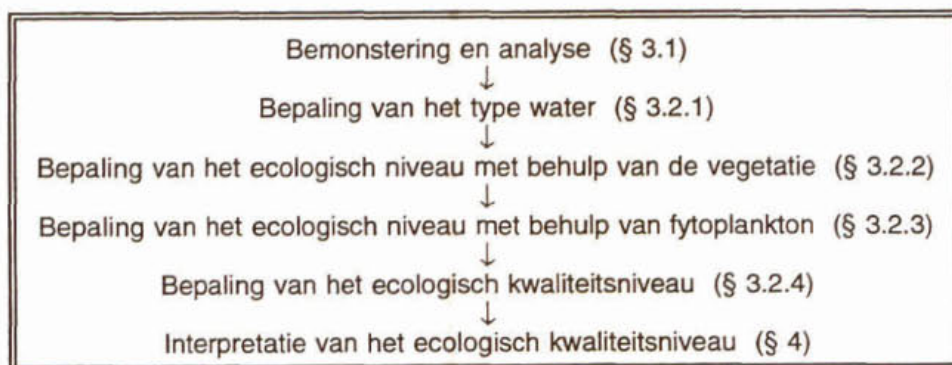 Bemonstering en analyse (§ 3.1)
↓
Bepaling van het type water (§ 3.2.1)
↓
Bepaling van het ecologisch niveau met behulp van de vegetatie (§ 3.2.2)
↓
Bepaling van het ecologisch niveau met behulp van fytoplankton (§ 3.2.3)
↓
Bepaling van het ecologisch kwaliteitsniveau (§ 3.2.4)
↓
Interpretatie van het ecologisch kwaliteitsniveau (§ 4)